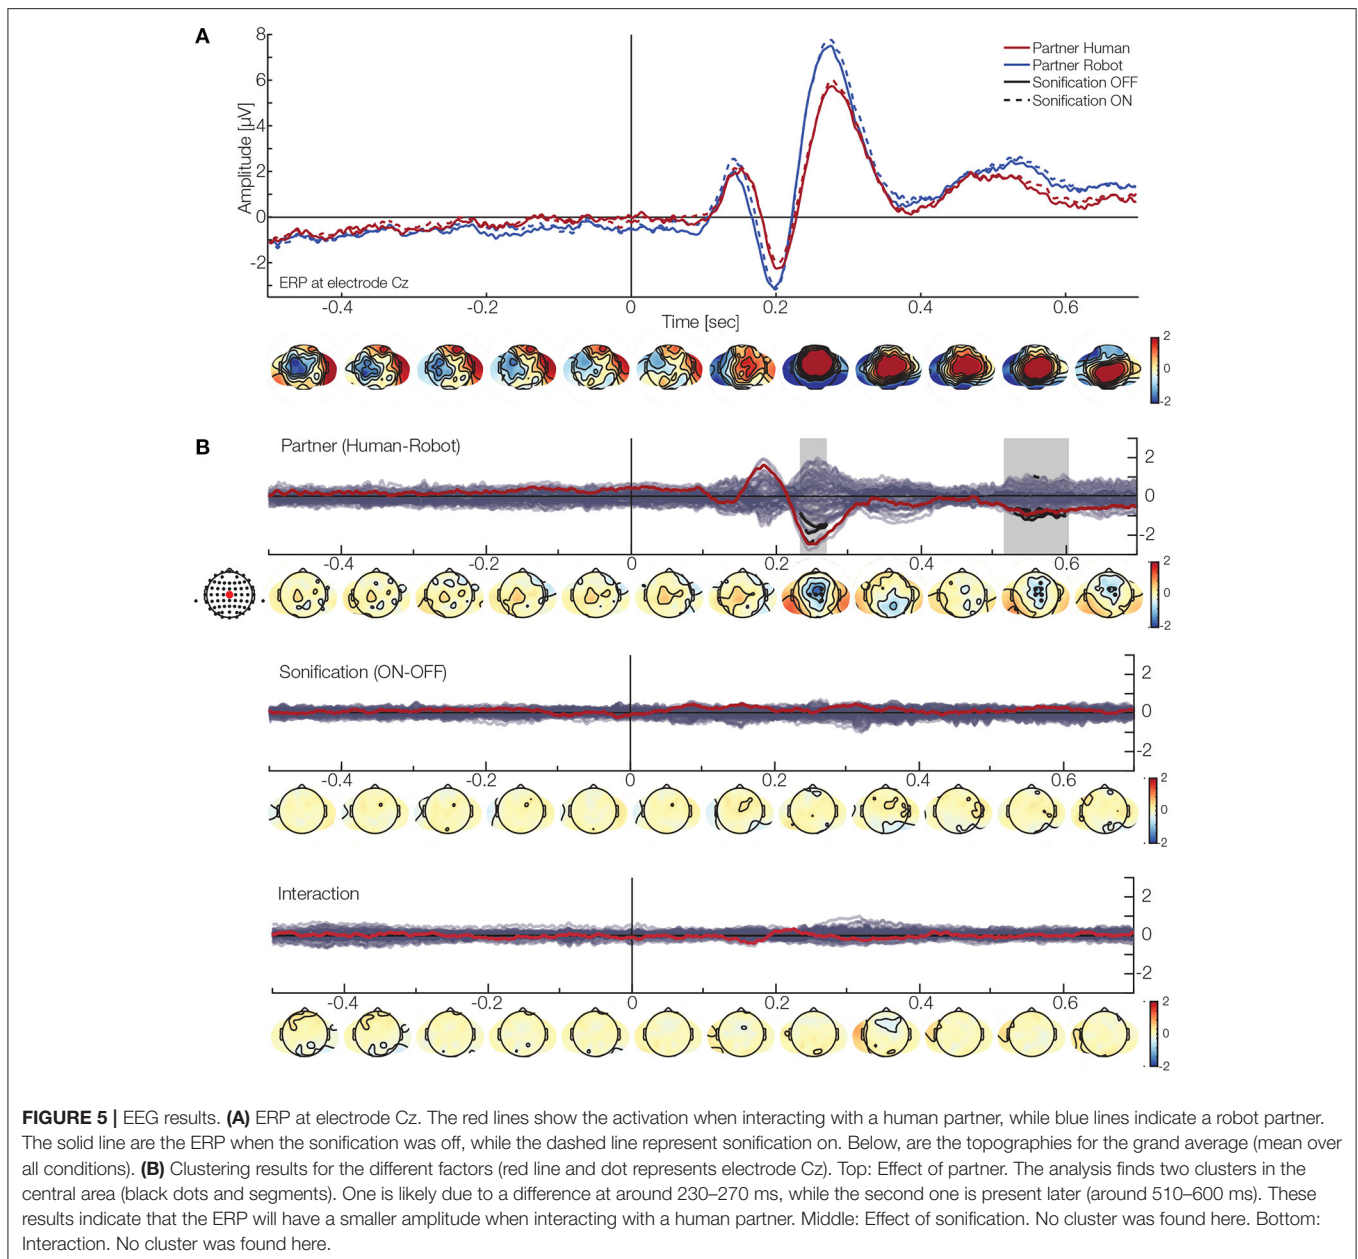 A
8
6
4
2
0
-2
Amplitude [µV]
Partner Human
Partner Robot
Sonification OFF
Sonification ON
ERP at electrode Cz
-0.4 -0.2 0 0.2 0.4 0.6
Time [sec]
2
0
-2
B
Partner (Human-Robot)
2
0
-2
-0.4 -0.2 0 0.2 0.4 0.6
2
0
-2
Sonification (ON-OFF)
2
0
-2
-0.4 -0.2 0 0.2 0.4 0.6
2
0
2
Interaction
2
0
-2
-0.4 -0.2 0 0.2 0.4 0.6
2
0
-2
FIGURE 5 | EEG results. (A) ERP at electrode Cz. The red lines show the activation when interacting with a human partner, while blue lines indicate a robot partner.
The solid line are the ERP when the sonification was off, while the dashed line represent sonification on. Below, are the topographies for the grand average (mean over
all conditions). (B) Clustering results for the different factors (red line and dot represents electrode Cz). Top: Effect of partner. The analysis finds two clusters in the
central area (black dots and segments). One is likely due to a difference at around 230–270 ms, while the second one is present later (around 510–600 ms). These
results indicate that the ERP will have a smaller amplitude when interacting with a human partner. Middle: Effect of sonification. No cluster was found here. Bottom:
Interaction. No cluster was found here.